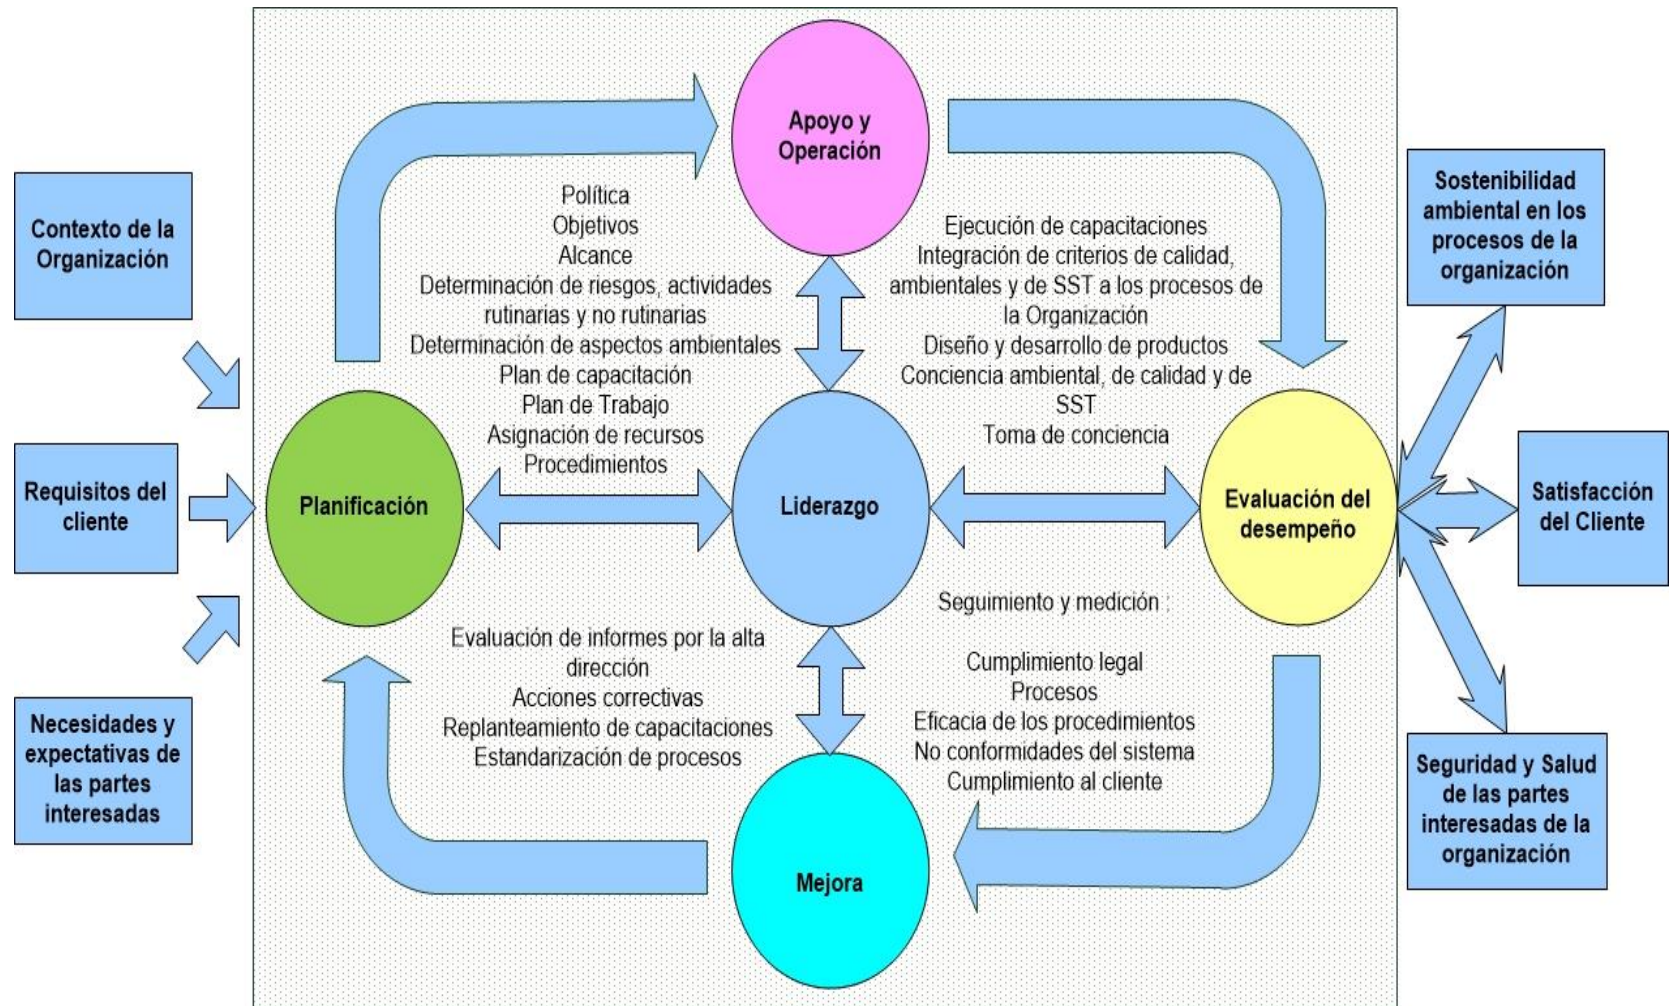 Contexto de la
Organización
Requisitos del
cliente
Necesidades y
expectativas de
las partes
interesadas
Apoyo y
Operación
Política
Objetivos
Alcance
Determinación de riesgos, actividades
rutinarias y no rutinarias
Determinación de aspectos ambientales
Plan de capacitación
Plan de Trabajo
Asignación de recursos
Procedimientos
Ejecución de capacitaciones
Integración de criterios de calidad,
ambientales y de SST a los procesos de
la Organización
Diseño y desarrollo de productos
Conciencia ambiental, de calidad y de
SST
Toma de conciencia
Planificación
Liderazgo
Evaluación del
desempeño
Evaluación de informes por la alta
dirección
Acciones correctivas
Replanteamiento de capacitaciones
Estandarización de procesos
Seguimiento y medición :
Cumplimiento legal
Procesos
Eficacia de los procedimientos
No conformidades del sistema
Cumplimiento al cliente
Mejora
Sostenibilidad
ambiental en los
procesos de la
organización
Satisfacción
del Cliente
Seguridad y Salud
de las partes
interesadas de la
organización